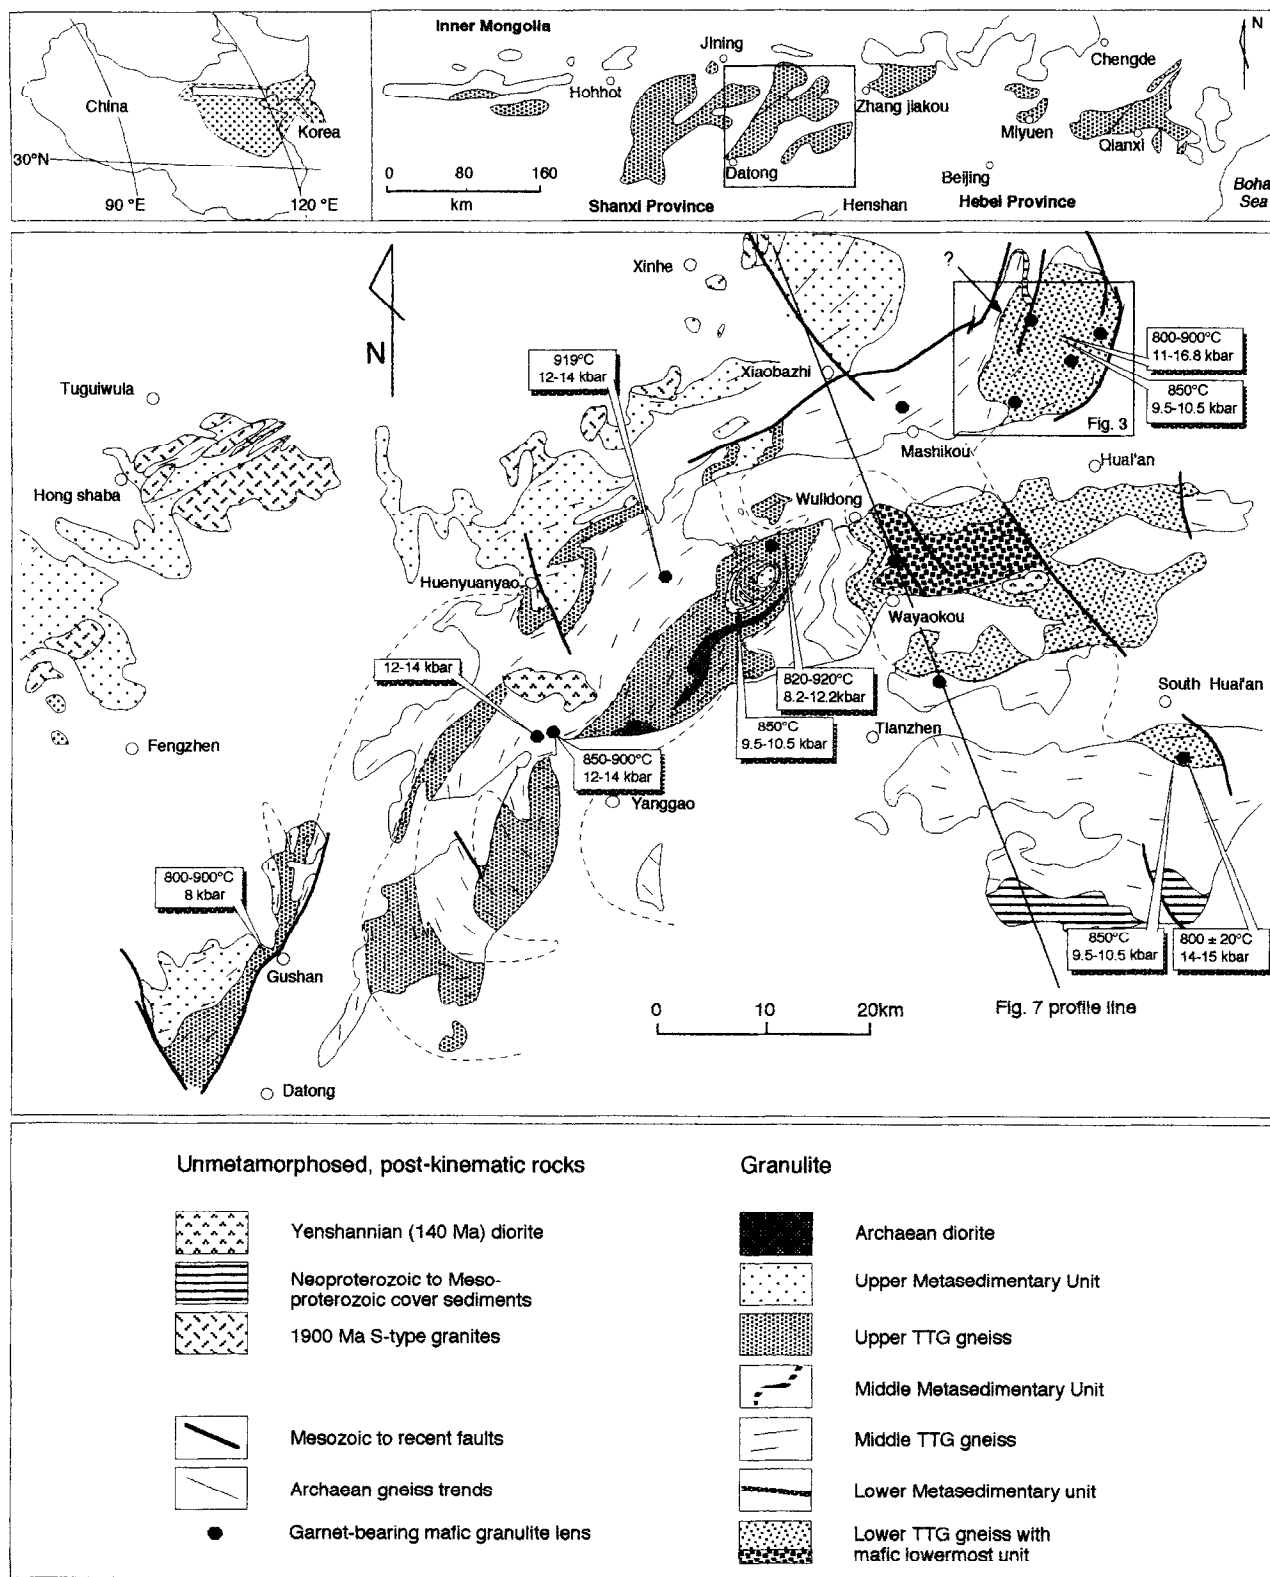 China
Korea
30°N
90 °E
120 °E
Inner Mongolia
Jining
N
Hohhot
Chengde
Zhang jiakou
Miyuen
Qianxi
Datong
Beijing
0 80 160
km
Shanxi Province
Henshan
Hebei Province
Bohai
Sea
Xinhe
?
N
919°C
12-14 kbar
800-900°C
11-16.8 kbar
850°C
9.5-10.5 kbar
Fig. 3
Tuguiwula
Xiaobazhi
Mashikou
Huai'an
Hong shaba
Wulidong
Huenyuanyao
Wayaokou
12-14 kbar
820-920°C
8.2-12.2kbar
South Huai'an
Fengzhen
850°C
9.5-10.5 kbar
Tianzhen
850-900°C
12-14 kbar
Yanggao
800-900°C
8 kbar
850°C
9.5-10.5 kbar
800 ± 20°C
14-15 kbar
Gushan
0 10 20km
Fig. 7 profile line
Datong
Unmetamorphosed, post-kinematic rocks
Yenshannian (140 Ma) diorite
Neoproterozoic to Meso-
proterozoic cover sediments
1900 Ma S-type granites
Mesozoic to recent faults
Archaean gneiss trends
Garnet-bearing mafic granulite lens
Granulite
Archaean diorite
Upper Metasedimentary Unit
Upper TTG gneiss
Middle Metasedimentary Unit
Middle TTG gneiss
Lower Metasedimentary unit
Lower TTG gneiss with
mafic lowermost unit